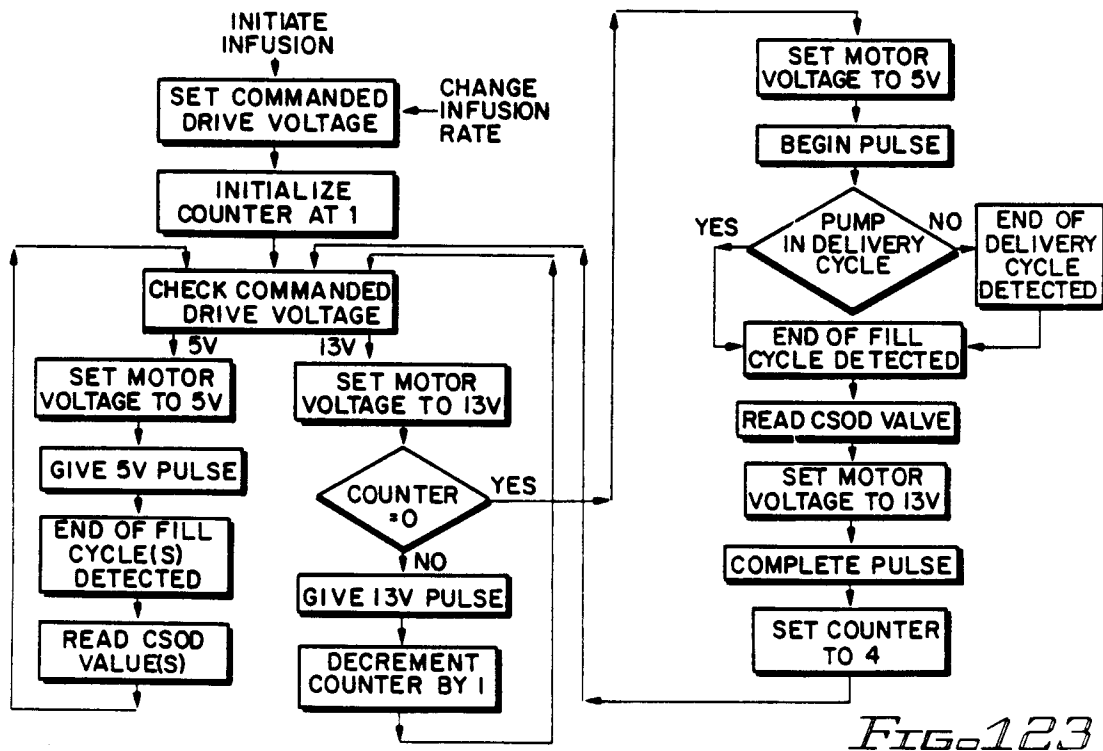 INITIATE
INFUSION
SET COMMANDED
DRIVE VOLTAGE
CHANGE
INFUSION
RATE
INITIALIZE
COUNTER AT 1
CHECK COMMANDED
DRIVE VOLTAGE
5V
13V
SET MOTOR
VOLTAGE TO 5V
GIVE 5V PULSE
END OF FILL
CYCLE(S)
DETECTED
READ CSOD
VALUE(S)
SET MOTOR
VOLTAGE TO 13V
COUNTER
=0
YES
NO
GIVE 13V PULSE
DECREMENT
COUNTER BY 1
SET MOTOR
VOLTAGE TO 5V
BEGIN PULSE
YES
PUMP
IN DELIVERY
CYCLE
NO
END OF
DELIVERY
CYCLE
DETECTED
END OF FILL
CYCLE DETECTED
READ CSOD VALVE
SET MOTOR
VOLTAGE TO 13V
COMPLETE PULSE
SET COUNTER
TO 4
FIG. 123